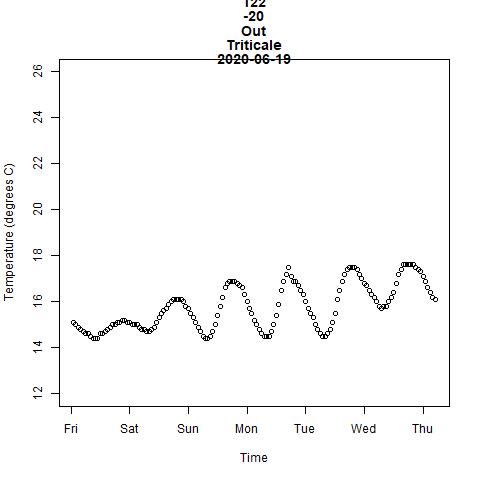 122
-20
Out
Triticale
2020-06-19
Temperature (degrees C)
26
24
22
20
18
16
14
12
Fri Sat Sun Mon Tue Wed Thu
Time